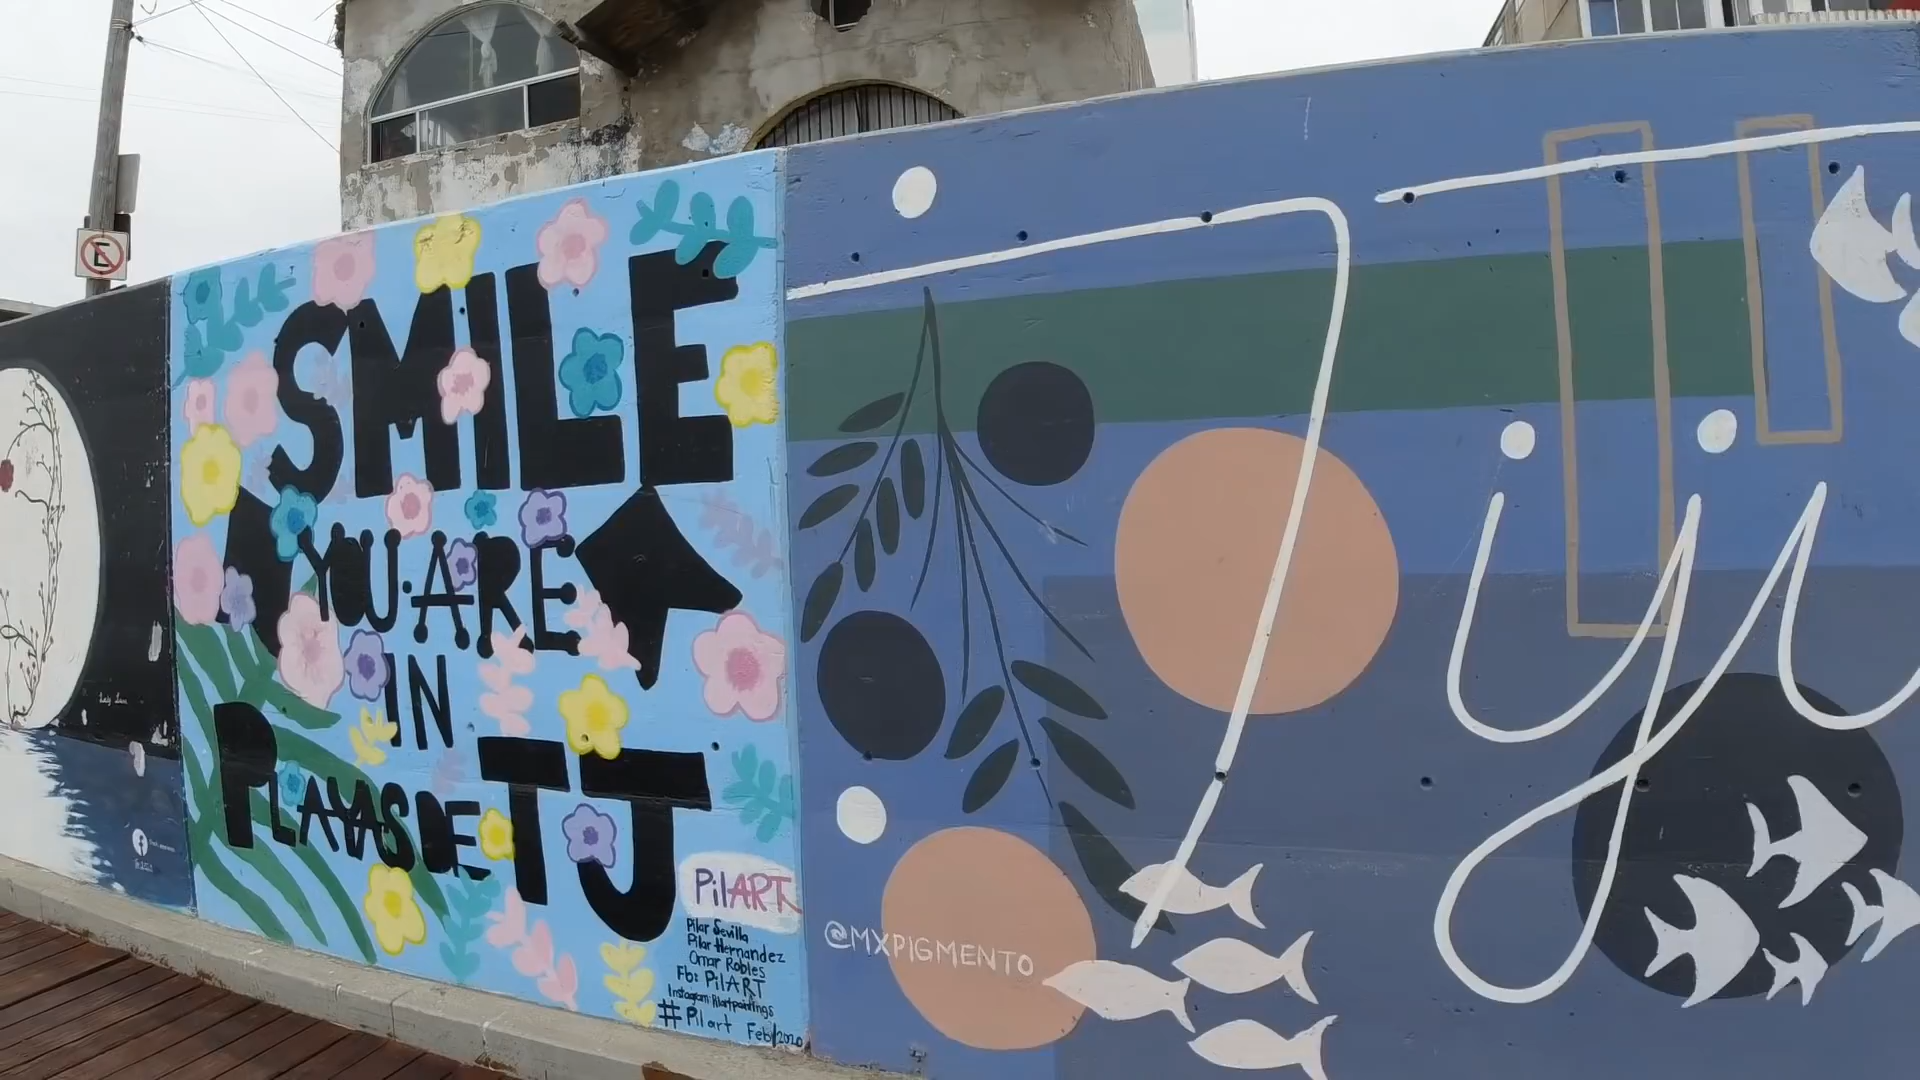 E
SMILE
YOU·ARE
IN
PLAYAS DE TJ
PilART
Pilar Sevilla
Pilar Hernandez
Omar Robles
Fb: PilART
Instagram: Pilartpaintings
#Pilart Feb/2020
@MXPIGMENTO
Tiju